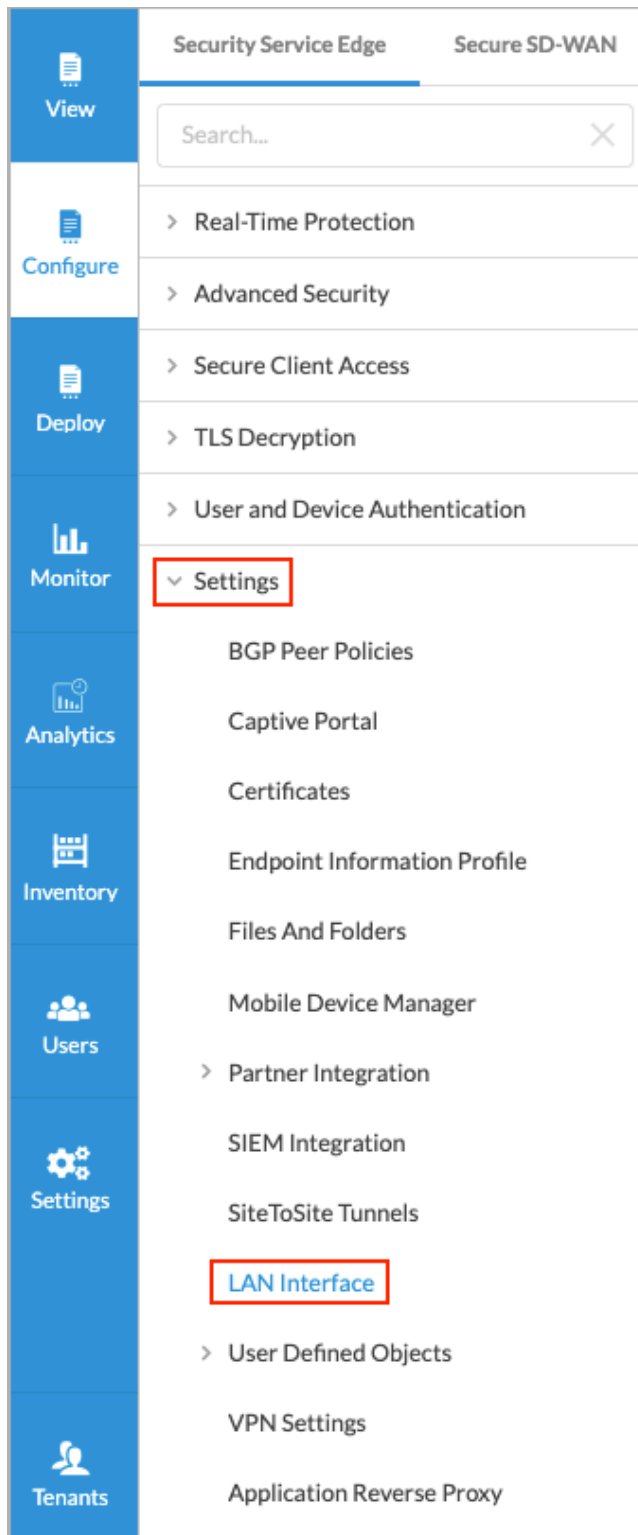 Security Service Edge
Secure SD-WAN
View
Search...
Configure
Real-Time Protection
Advanced Security
Secure Client Access
Deploy
TLS Decryption
User and Device Authentication
Monitor
Settings
BGP Peer Policies
Captive Portal
Analytics
Certificates
Endpoint Information Profile
Inventory
Files And Folders
Mobile Device Manager
Users
Partner Integration
SIEM Integration
Settings
SiteToSite Tunnels
LAN Interface
User Defined Objects
VPN Settings
Tenants
Application Reverse Proxy